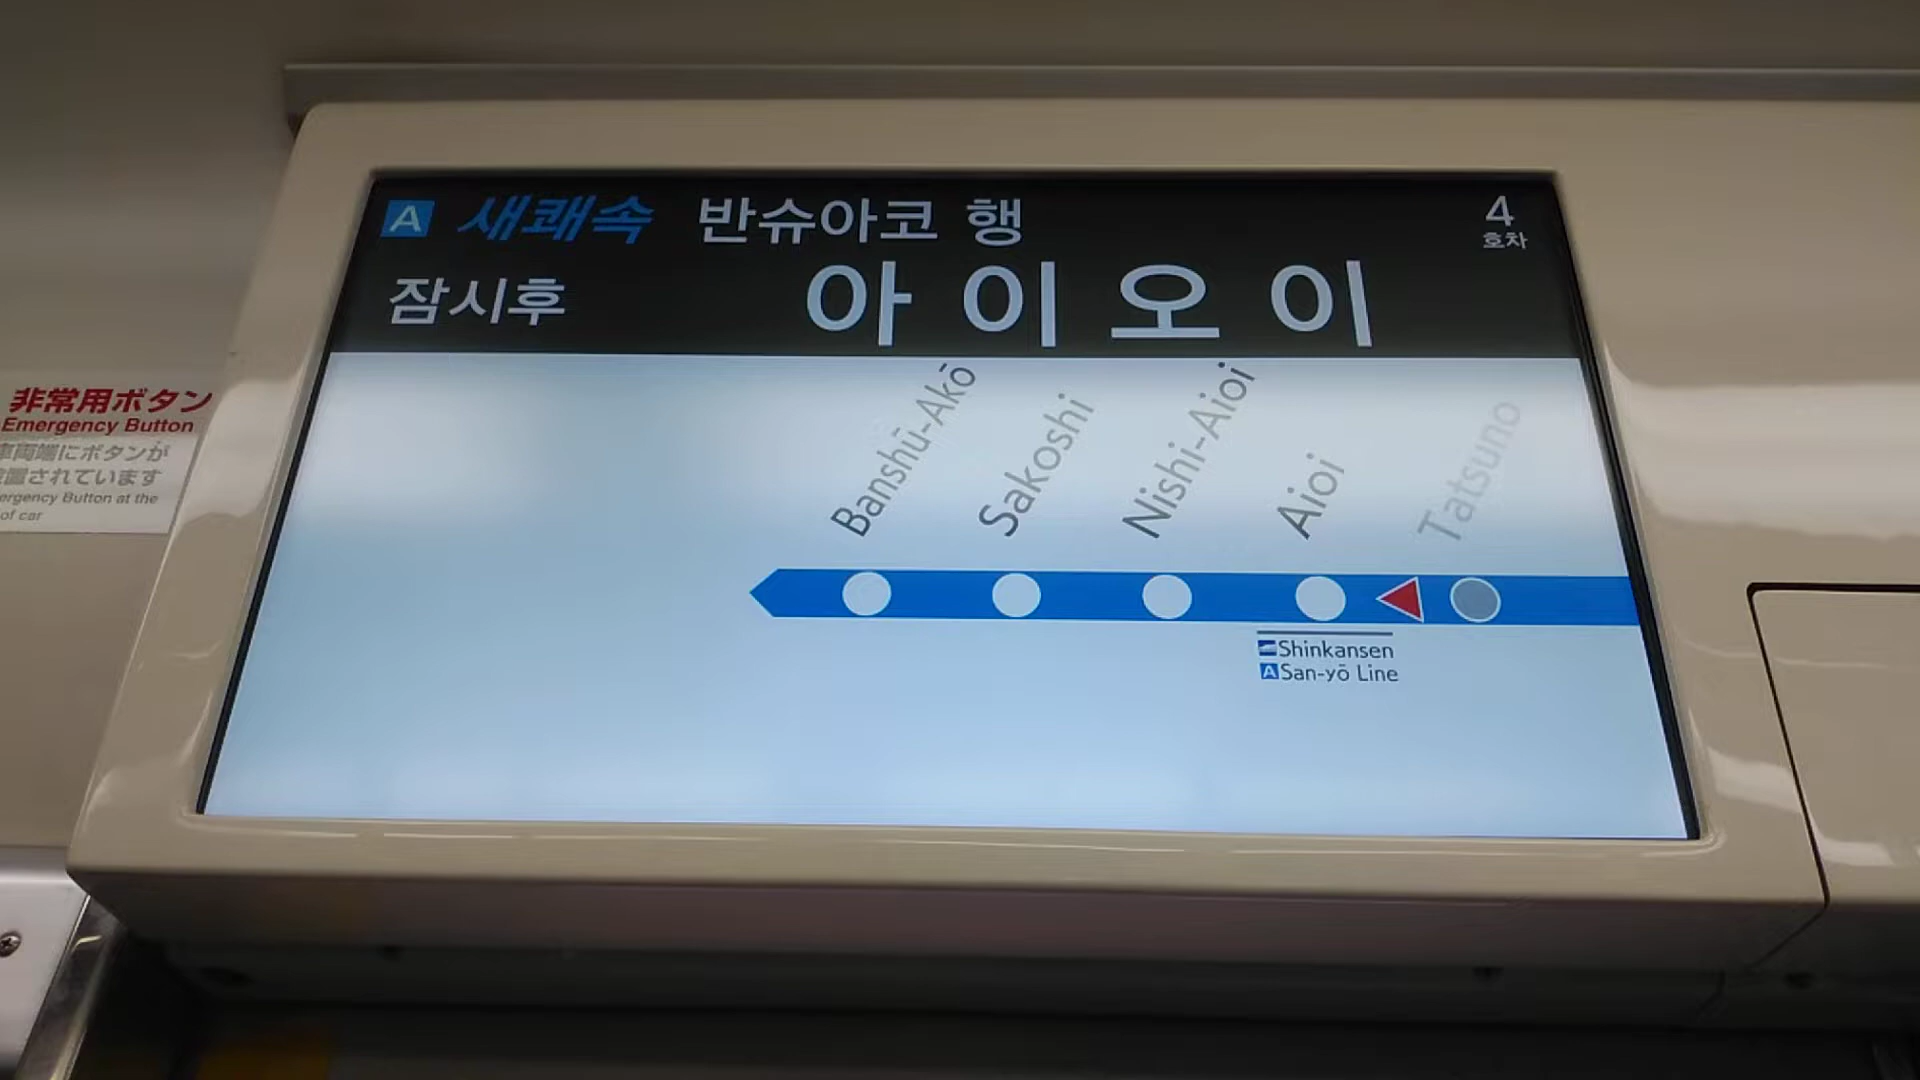 A 새쾌속 반슈아코 행
4
호차
잠시후 아이오이
Banshū-Akō
Sakoshi
Nishi-Aioi
Aioi
Tatsuno
Shinkansen
A San-yō Line
非常用ボタン
Emergency Button
車両端にボタンが
設置されています
ergency Button at the
of car